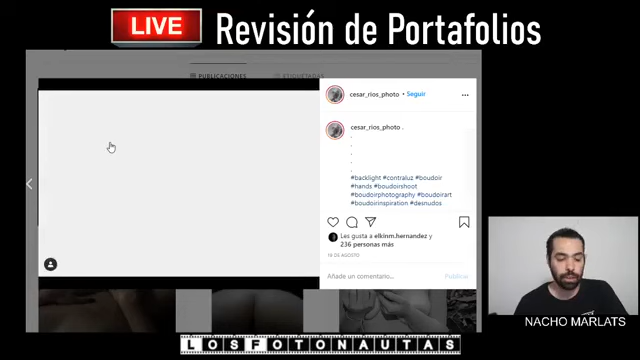 LIVE
Revisión de Portafolios
PUBLICACIONES
ETIQUETADAS
cesar_rios_photo • Seguir
cesar_rios_photo .
.
.
.
.
#backlight #contraluz #boudoir
#hands #boudoirshoot
#boudoirphotography #boudoirart
#boudoirinspiration #desnudos
Les gusta a elkinm.hernandez y
236 personas más
19 DE AGOSTO
Añade un comentario...
Publicar
NACHO MARLATS
LOSFOTONAUTAS